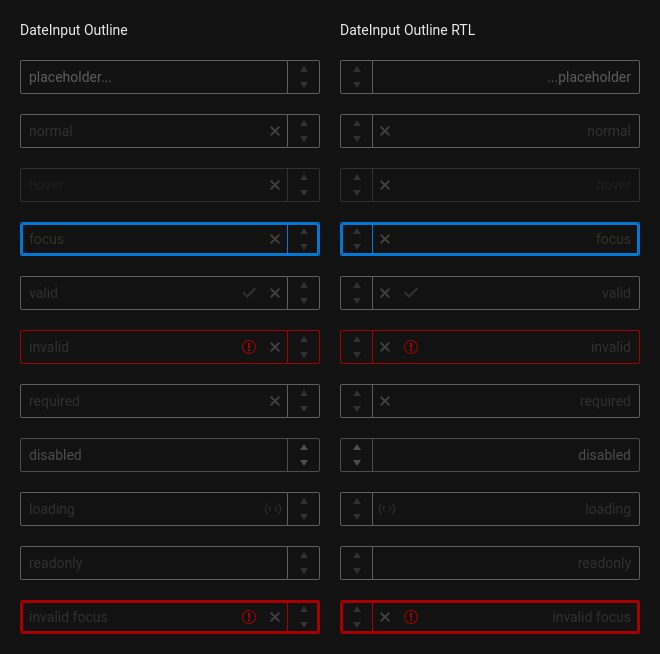 DateInput Outline
DateInput Outline RTL
placeholder...
...placeholder
normal
normal
hover
hover
focus
focus
valid
valid
invalid
invalid
required
required
disabled
disabled
loading
loading
readonly
readonly
invalid focus
invalid focus